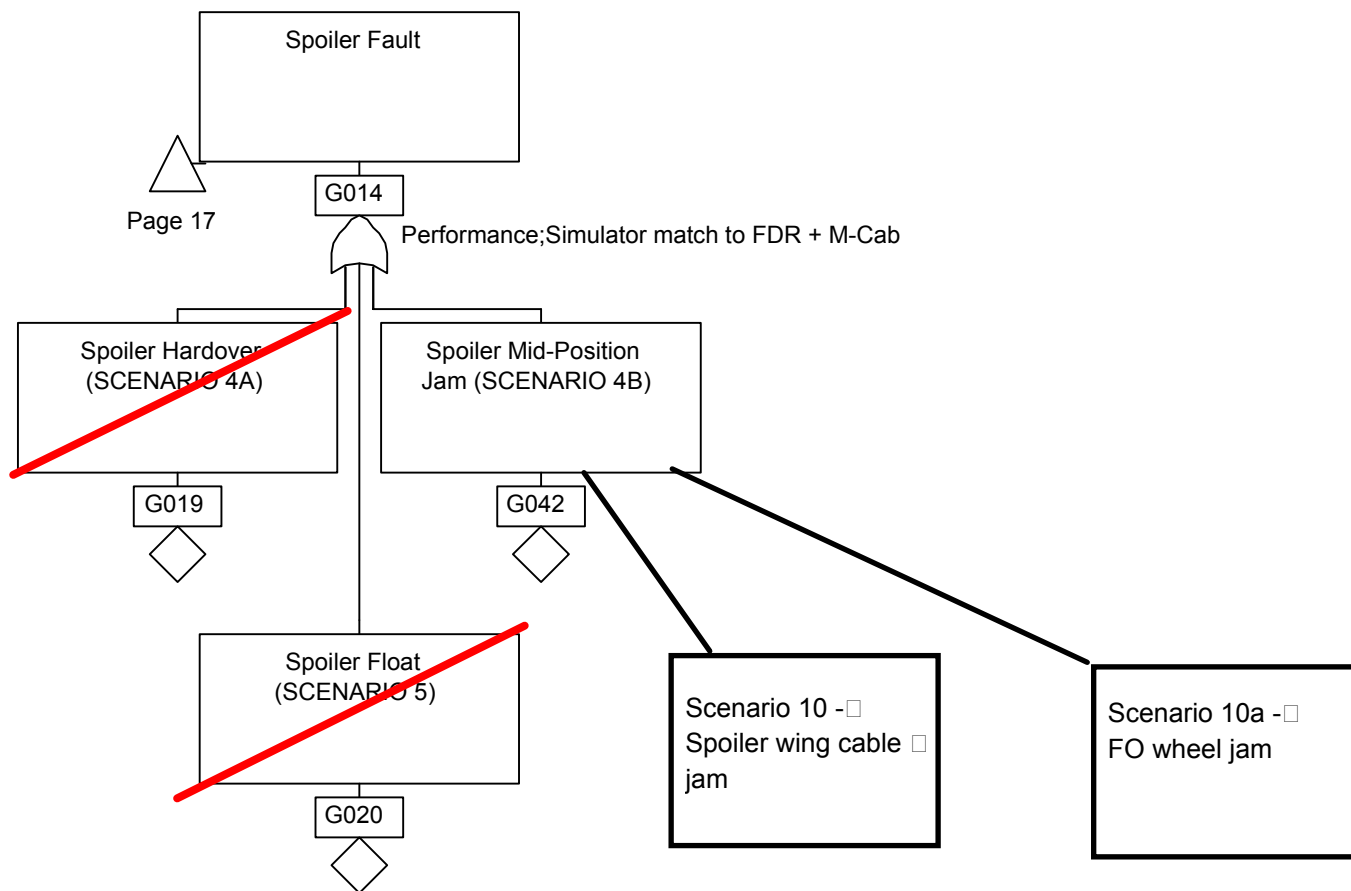 Spoiler Fault
G014
Page 17
Performance;Simulator match to FDR + M-Cab
Spoiler Hardover
(SCENARIO 4A)
Spoiler Mid-Position
Jam (SCENARIO 4B)
G019
G042
Spoiler Float
(SCENARIO 5)
G020
Scenario 10 -□
Spoiler wing cable □
jam
Scenario 10a -□
FO wheel jam